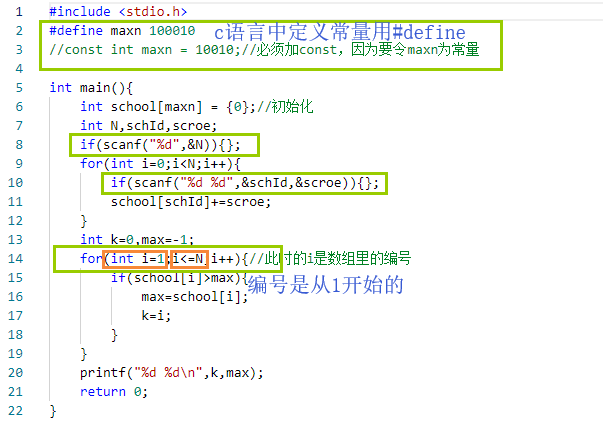 1 #include <stdio.h>
2 #define maxn 100010 c语言中定义常量用#define
3 //const int maxn = 10010;//必须加const，因为要令maxn为常量
4
5 int main(){
6 int school[maxn] = {0};//初始化
7 int N,schId,scroe;
8 if(scanf("%d",&N)){};
9 for(int i=0;i<N;i++){
10 if(scanf("%d %d",&schId,&scroe)){};
11 school[schId]+=scroe;
12 }
13 int k=0,max=-1;
14 for(int i=1;i<=N;i++){//此时的i是数组里的编号
15 if(school[i]>max){ 编号是从1开始的
16 max=school[i];
17 k=i;
18 }
19 }
20 printf("%d %d\n",k,max);
21 return 0;
22 }